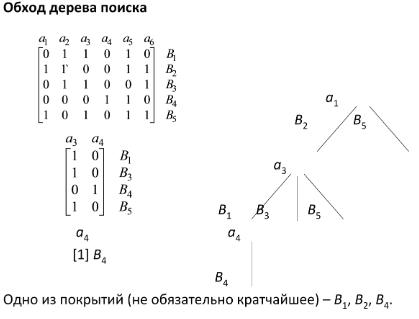 Обход дерева поиска
a₁ a₂ a₃ a₄ a₅ a₆
0 1 1 0 1 0 B₁
1 1 0 0 1 1 B₂
0 1 1 0 0 1 B₃
0 0 0 1 1 0 B₄
1 0 1 0 1 1 B₅
a₃ a₄
1 0 B₁
1 0 B₃
0 1 B₄
1 0 B₅
a₄
[1] B₄
a₁
B₂ B₅
a₃
B₁ B₃ B₅
a₄
B₄
Одно из покрытий (не обязательно кратчайшее) – B₁, B₂, B₄.